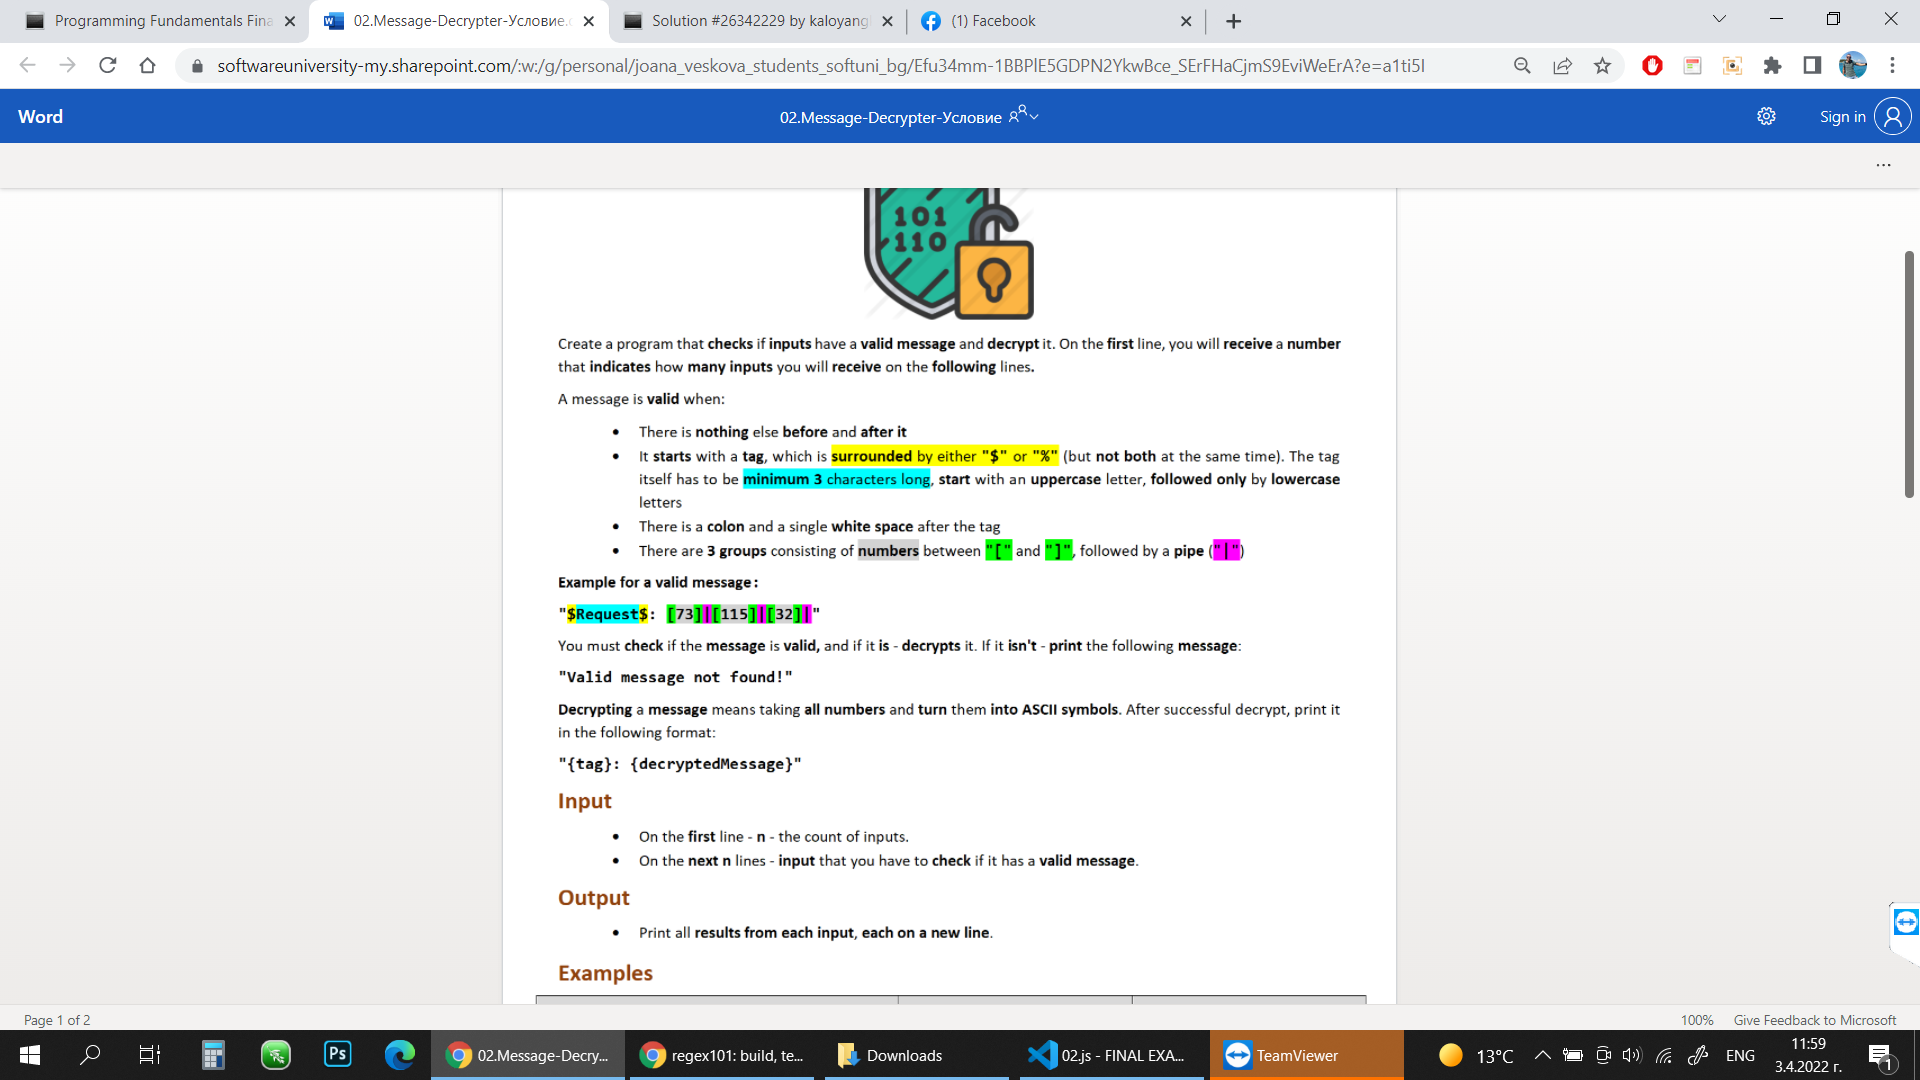 Programming Fundamentals Fina
02.Message-Decrypter-Условие.
Solution #26342229 by kaloyang
(1) Facebook
softwareuniversity-my.sharepoint.com/:w:/g/personal/joana_veskova_students_softuni_bg/Efu34mm-1BBPlE5GDPN2YkwBce_SErFHaCjmS9EviWeErA?e=a1ti5I
Word
02.Message-Decrypter-Условие
Sign in
101
110
Create a program that checks if inputs have a valid message and decrypt it. On the first line, you will receive a number
that indicates how many inputs you will receive on the following lines.
A message is valid when:
• There is nothing else before and after it
• It starts with a tag, which is surrounded by either "$" or "%" (but not both at the same time). The tag
itself has to be minimum 3 characters long, start with an uppercase letter, followed only by lowercase
letters
• There is a colon and a single white space after the tag
• There are 3 groups consisting of numbers between "[" and "]", followed by a pipe ("|")
Example for a valid message:
"$Request$: [73]|[115]|[32]|"
You must check if the message is valid, and if it is - decrypts it. If it isn't - print the following message:
"Valid message not found!"
Decrypting a message means taking all numbers and turn them into ASCII symbols. After successful decrypt, print it
in the following format:
"{tag}: {decryptedMessage}"
Input
• On the first line - n - the count of inputs.
• On the next n lines - input that you have to check if it has a valid message.
Output
• Print all results from each input, each on a new line.
Examples
Page 1 of 2
100%
Give Feedback to Microsoft
Ps
02.Message-Decry...
regex101: build, te...
Downloads
02.js - FINAL EXA...
TeamViewer
13°C
ENG
11:59
3.4.2022 г.
1